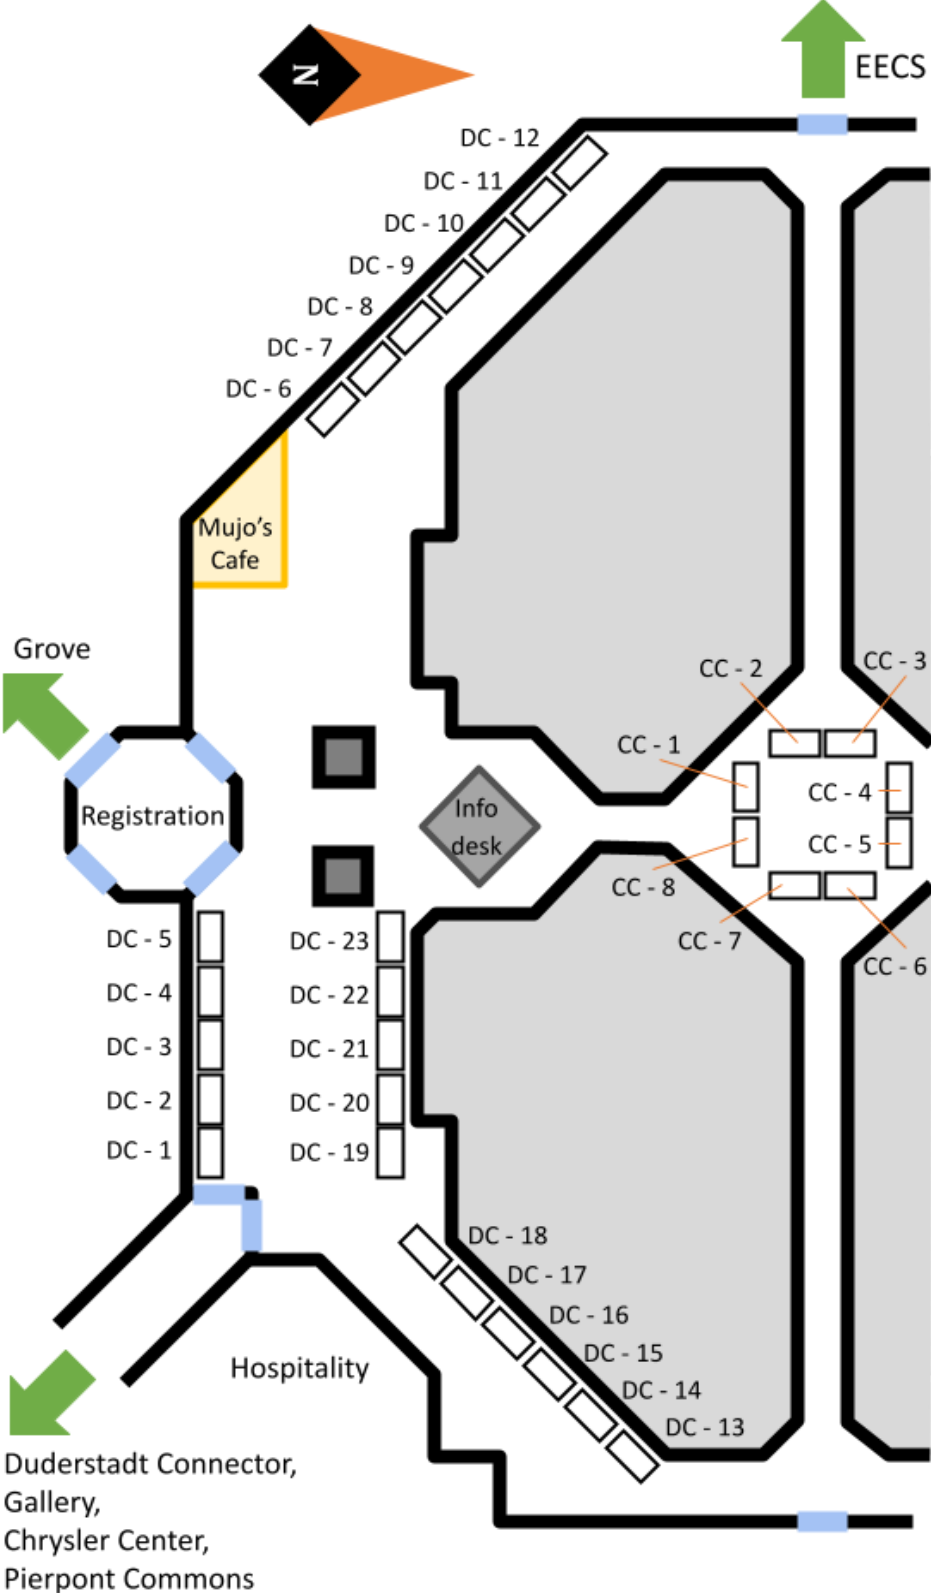 N
EECS
DC - 12
DC - 11
DC - 10
DC - 9
DC - 8
DC - 7
DC - 6
Mujo's
Cafe
Grove
CC - 2
CC - 3
CC - 1
CC - 4
Registration
Info
desk
CC - 5
CC - 8
CC - 7
CC - 6
DC - 5
DC - 23
DC - 4
DC - 22
DC - 3
DC - 21
DC - 2
DC - 20
DC - 1
DC - 19
DC - 18
DC - 17
DC - 16
DC - 15
DC - 14
DC - 13
Hospitality
Duderstadt Connector,
Gallery,
Chrysler Center,
Pierpont Commons